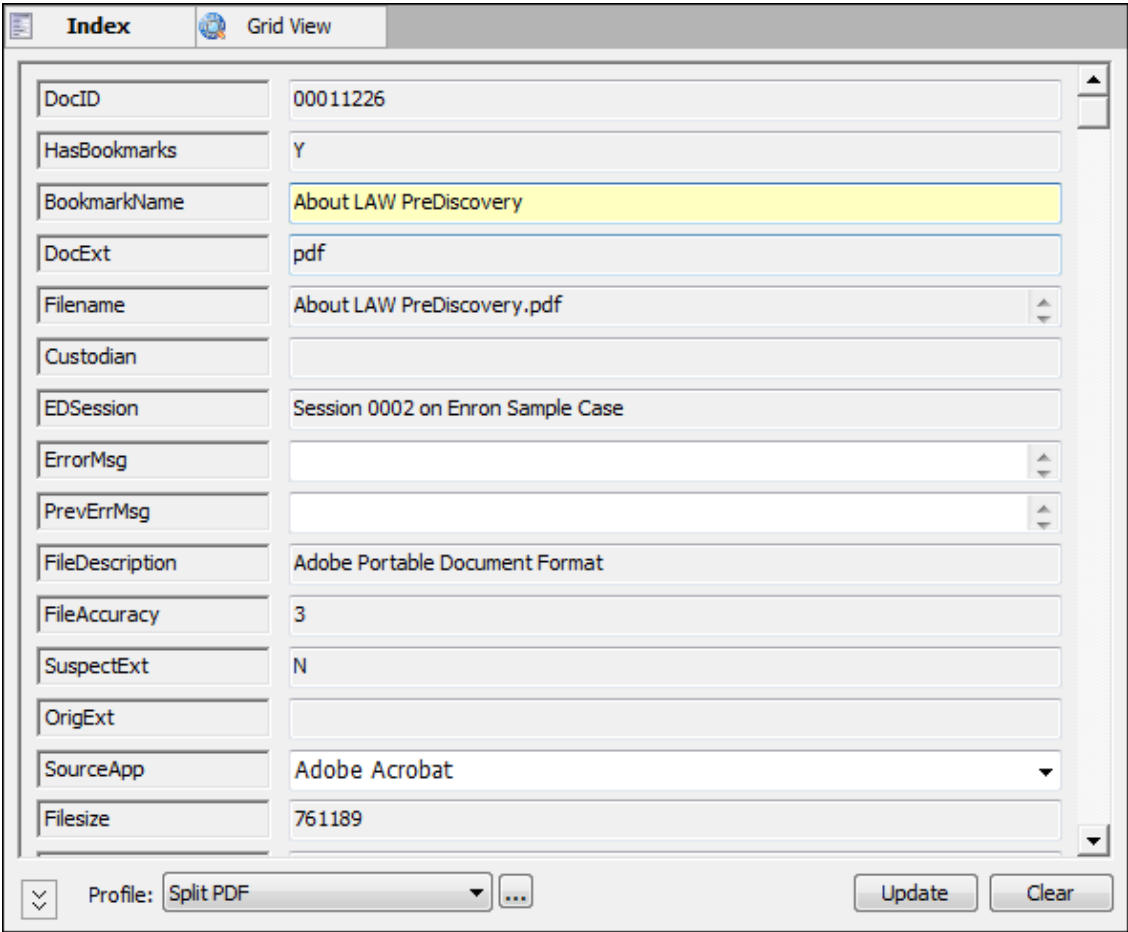 Index Grid View
DocID 00011226
HasBookmarks Y
BookmarkName About LAW PreDiscovery
DocExt pdf
Filename About LAW PreDiscovery.pdf
Custodian
EDSession Session 0002 on Enron Sample Case
ErrorMsg
PrevErrMsg
FileDescription Adobe Portable Document Format
FileAccuracy 3
SuspectExt N
OrigExt
SourceApp Adobe Acrobat
Filesize 761189
Profile: Split PDF ... Update Clear